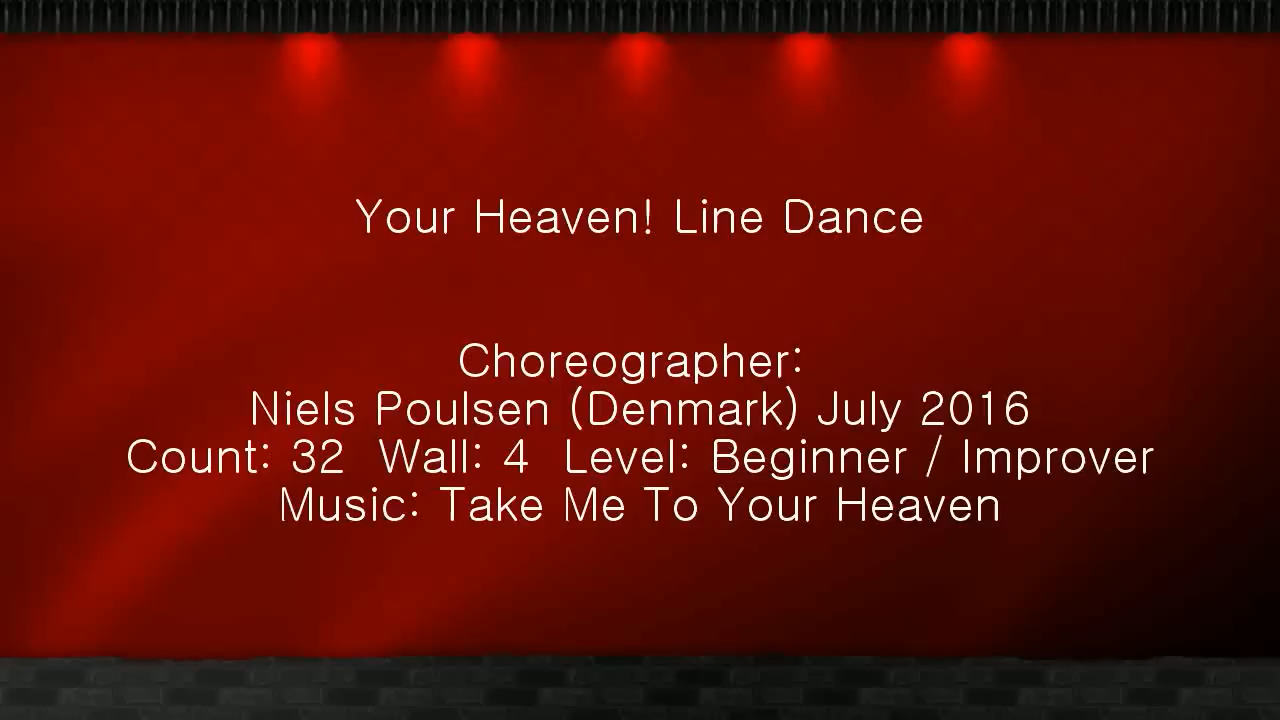 Your Heaven! Line Dance
Choreographer:
Niels Poulsen (Denmark) July 2016
Count: 32 Wall: 4 Level: Beginner / Improver
Music: Take Me To Your Heaven